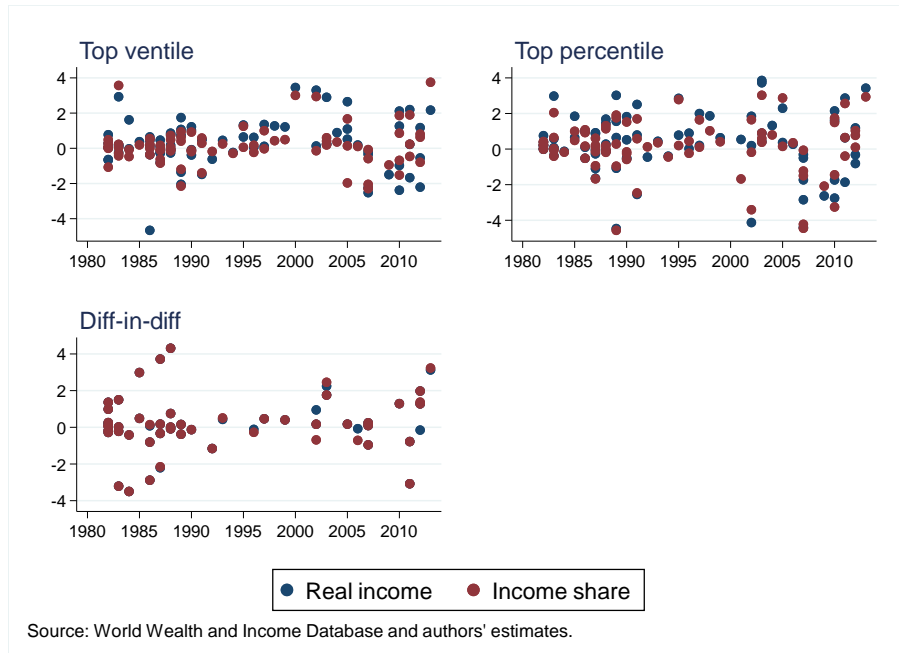 Top ventile
4
2
0
-2
-4
1980 1985 1990 1995 2000 2005 2010
Top percentile
4
2
0
-2
-4
1980 1985 1990 1995 2000 2005 2010
Diff-in-diff
4
2
0
-2
-4
1980 1985 1990 1995 2000 2005 2010
Real income Income share
Source: World Wealth and Income Database and authors' estimates.